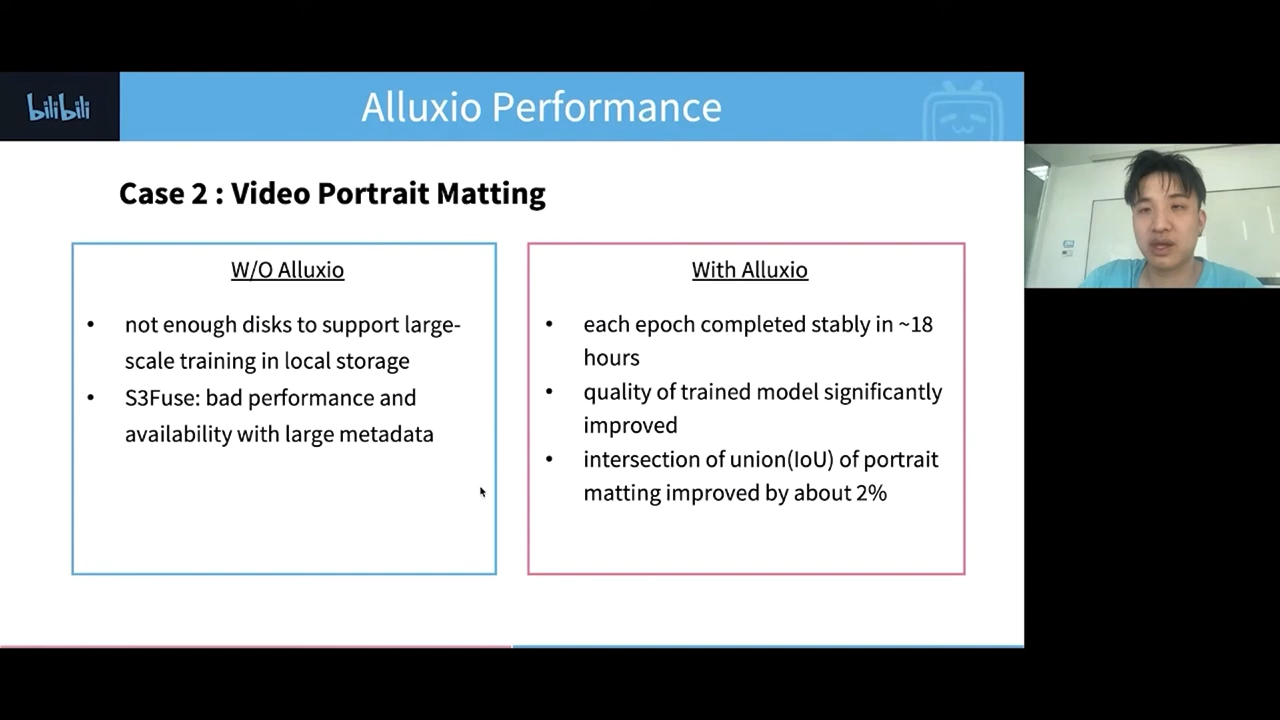 bilibili
Alluxio Performance
Case 2 : Video Portrait Matting
W/O Alluxio
• not enough disks to support large-
scale training in local storage
• S3Fuse: bad performance and
availability with large metadata
With Alluxio
• each epoch completed stably in ~18
hours
• quality of trained model significantly
improved
• intersection of union(IoU) of portrait
matting improved by about 2%